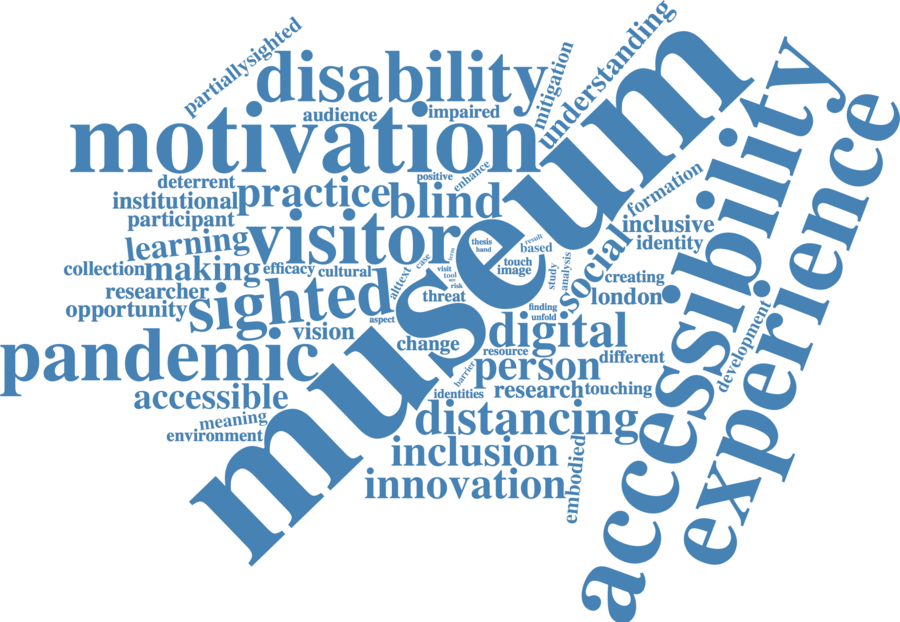 partiallysighted
disability
mitigation
understanding
museum
accessibility
experience
audience
impaired
motivation
positive
enhance
deterrent
institutional
practice
blind
participant
formation
inclusive
identity
learning
visitor
thesis
hand
result
based
social
collection
making
efficacy
cultural
alttext
case
term
visit
tool
risk
touch
image
study
analysis
creating
researcher
opportunity
sighted
threat
london
finding
unfold
aspect
vision
change
digital
pandemic
resource
person
different
development
barrier
accessible
identities
research
touching
meaning
environment
distancing
inclusion
embodied
innovation